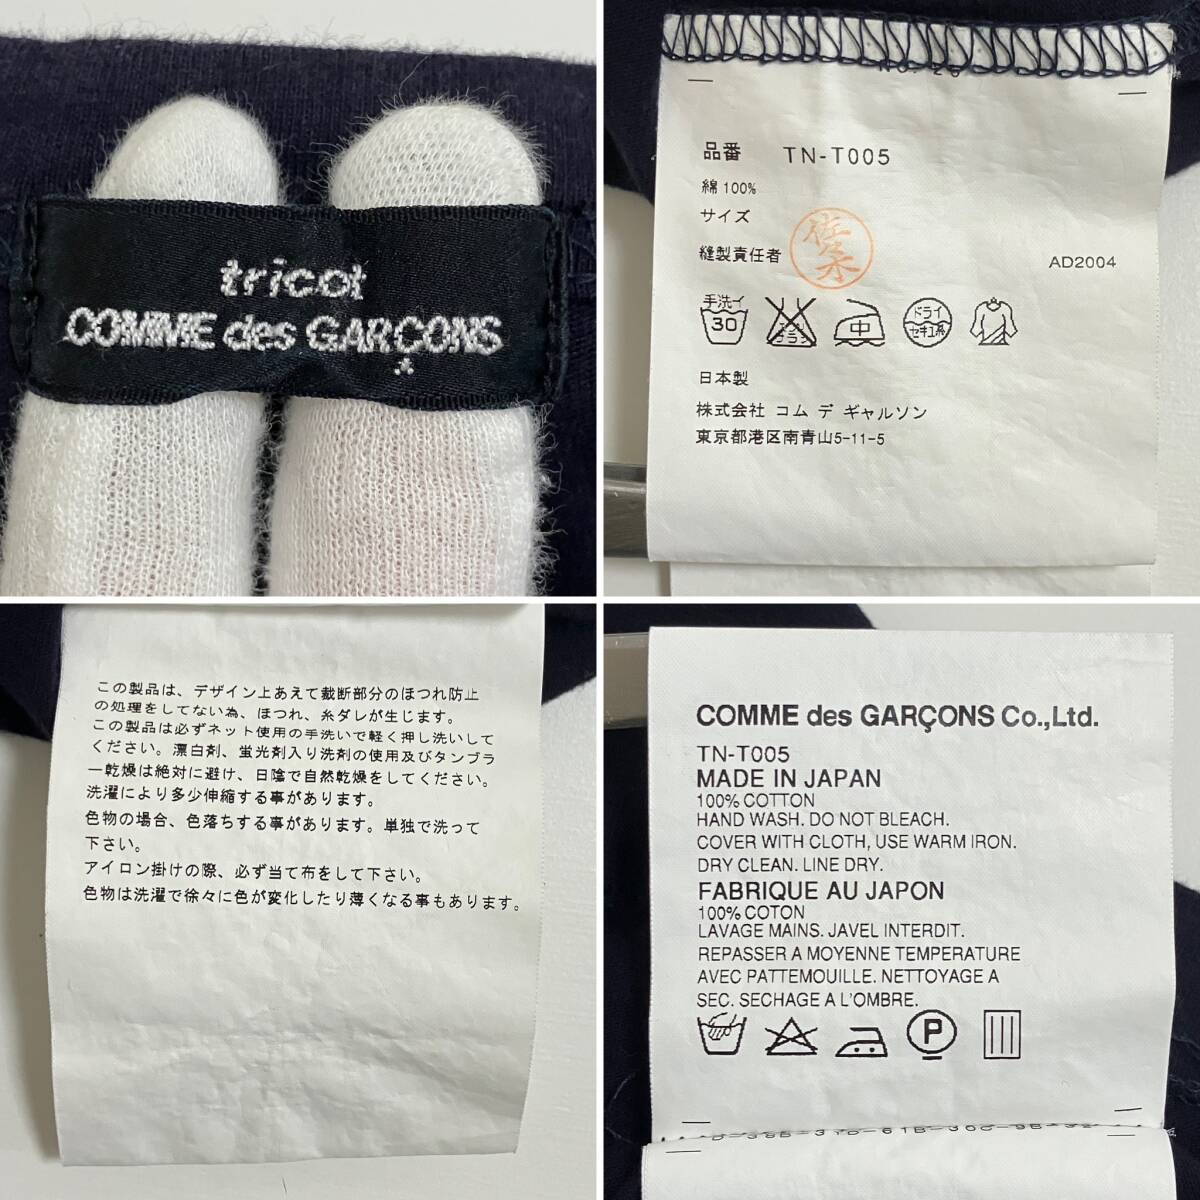 tricot
COMME des GARÇONS
品番 TN-T005
綿 100%
サイズ
縫製責任者 佐々木
AD2004
手洗イ
30
エンソ
サラシ
中
ドライ
セキユ系
日本製
株式会社 コム デ ギャルソン
東京都港区南青山5-11-5
この製品は、デザイン上あえて裁断部分のほつれ防止
の処理をしてない為、ほつれ、糸ダレが生じます。
この製品は必ずネット使用の手洗いで軽く押し洗いして
ください。漂白剤、蛍光剤入り洗剤の使用及びタンブラ
ー乾燥は絶対に避け、日陰で自然乾燥をしてください。
洗濯により多少伸縮する事があります。
色物の場合、色落ちする事があります。単独で洗って
下さい。
アイロン掛けの際、必ず当て布をして下さい。
色物は洗濯で徐々に色が変化したり薄くなる事もあります。
COMME des GARÇONS Co.,Ltd.
TN-T005
MADE IN JAPAN
100% COTTON
HAND WASH. DO NOT BLEACH.
COVER WITH CLOTH, USE WARM IRON.
DRY CLEAN. LINE DRY.
FABRIQUE AU JAPON
100% COTON
LAVAGE MAINS. JAVEL INTERDIT.
REPASSER A MOYENNE TEMPERATURE
AVEC PATTEMOUILLE. NETTOYAGE A
SEC. SECHAGE A L'OMBRE.
P